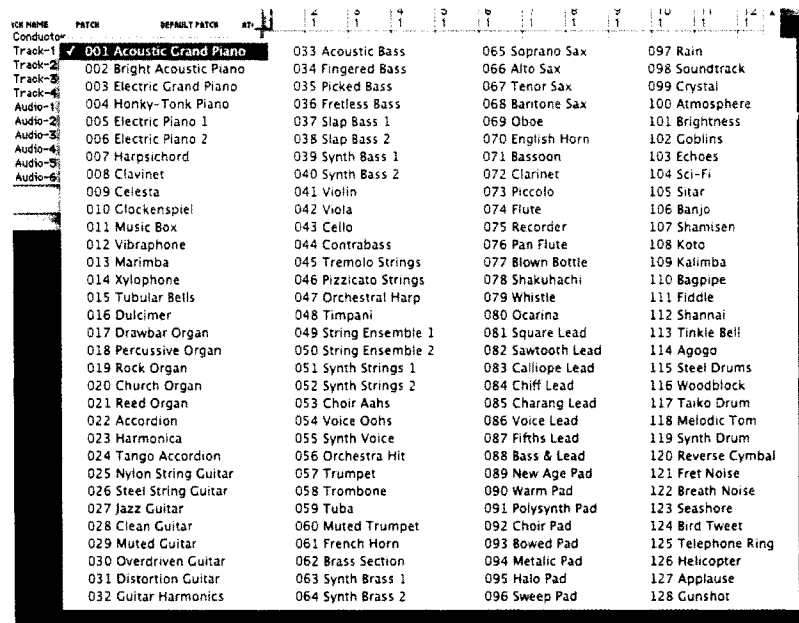 ICK NAME PATCH DEFAULT PATCH
Conductor
Track-1
Track-2
Track-3
Track-4
Audio-1
Audio-2
Audio-3
Audio-4
Audio-5
Audio-6
1 1 1 1 1 1 1 1 1 1 1 1
✓ 001 Acoustic Grand Piano
002 Bright Acoustic Piano
003 Electric Grand Piano
004 Honky-Tonk Piano
005 Electric Piano 1
006 Electric Piano 2
007 Harpsichord
008 Clavinet
009 Celesta
010 Glockenspiel
011 Music Box
012 Vibraphone
013 Marimba
014 Xylophone
015 Tubular Bells
016 Dulcimer
017 Drawbar Organ
018 Percussive Organ
019 Rock Organ
020 Church Organ
021 Reed Organ
022 Accordion
023 Harmonica
024 Tango Accordion
025 Nylon String Guitar
026 Steel String Guitar
027 Jazz Guitar
028 Clean Guitar
029 Muted Guitar
030 Overdriven Guitar
031 Distortion Guitar
032 Guitar Harmonics
033 Acoustic Bass
034 Fingered Bass
035 Picked Bass
036 Fretless Bass
037 Slap Bass 1
038 Slap Bass 2
039 Synth Bass 1
040 Synth Bass 2
041 Violin
042 Viola
043 Cello
044 Contrabass
045 Tremolo Strings
046 Pizzicato Strings
047 Orchestral Harp
048 Timpani
049 String Ensemble 1
050 String Ensemble 2
051 Synth Strings 1
052 Synth Strings 2
053 Choir Aahs
054 Voice Oohs
055 Synth Voice
056 Orchestra Hit
057 Trumpet
058 Trombone
059 Tuba
060 Muted Trumpet
061 French Horn
062 Brass Section
063 Synth Brass 1
064 Synth Brass 2
065 Soprano Sax
066 Alto Sax
067 Tenor Sax
068 Baritone Sax
069 Oboe
070 English Horn
071 Bassoon
072 Clarinet
073 Piccolo
074 Flute
075 Recorder
076 Pan Flute
077 Blown Bottle
078 Shakuhachi
079 Whistle
080 Ocarina
081 Square Lead
082 Sawtooth Lead
083 Calliope Lead
084 Chiff Lead
085 Charang Lead
086 Voice Lead
087 Fifths Lead
088 Bass & Lead
089 New Age Pad
090 Warm Pad
091 Polysynth Pad
092 Choir Pad
093 Bowed Pad
094 Metalic Pad
095 Halo Pad
096 Sweep Pad
097 Rain
098 Soundtrack
099 Crystal
100 Atmosphere
101 Brightness
102 Goblins
103 Echoes
104 Sci-Fi
105 Sitar
106 Banjo
107 Shamisen
108 Koto
109 Kalimba
110 Bagpipe
111 Fiddle
112 Shannai
113 Tinkle Bell
114 Agogo
115 Steel Drums
116 Woodblock
117 Taiko Drum
118 Melodic Tom
119 Synth Drum
120 Reverse Cymbal
121 Fret Noise
122 Breath Noise
123 Seashore
124 Bird Tweet
125 Telephone Ring
126 Helicopter
127 Applause
128 Gunshot